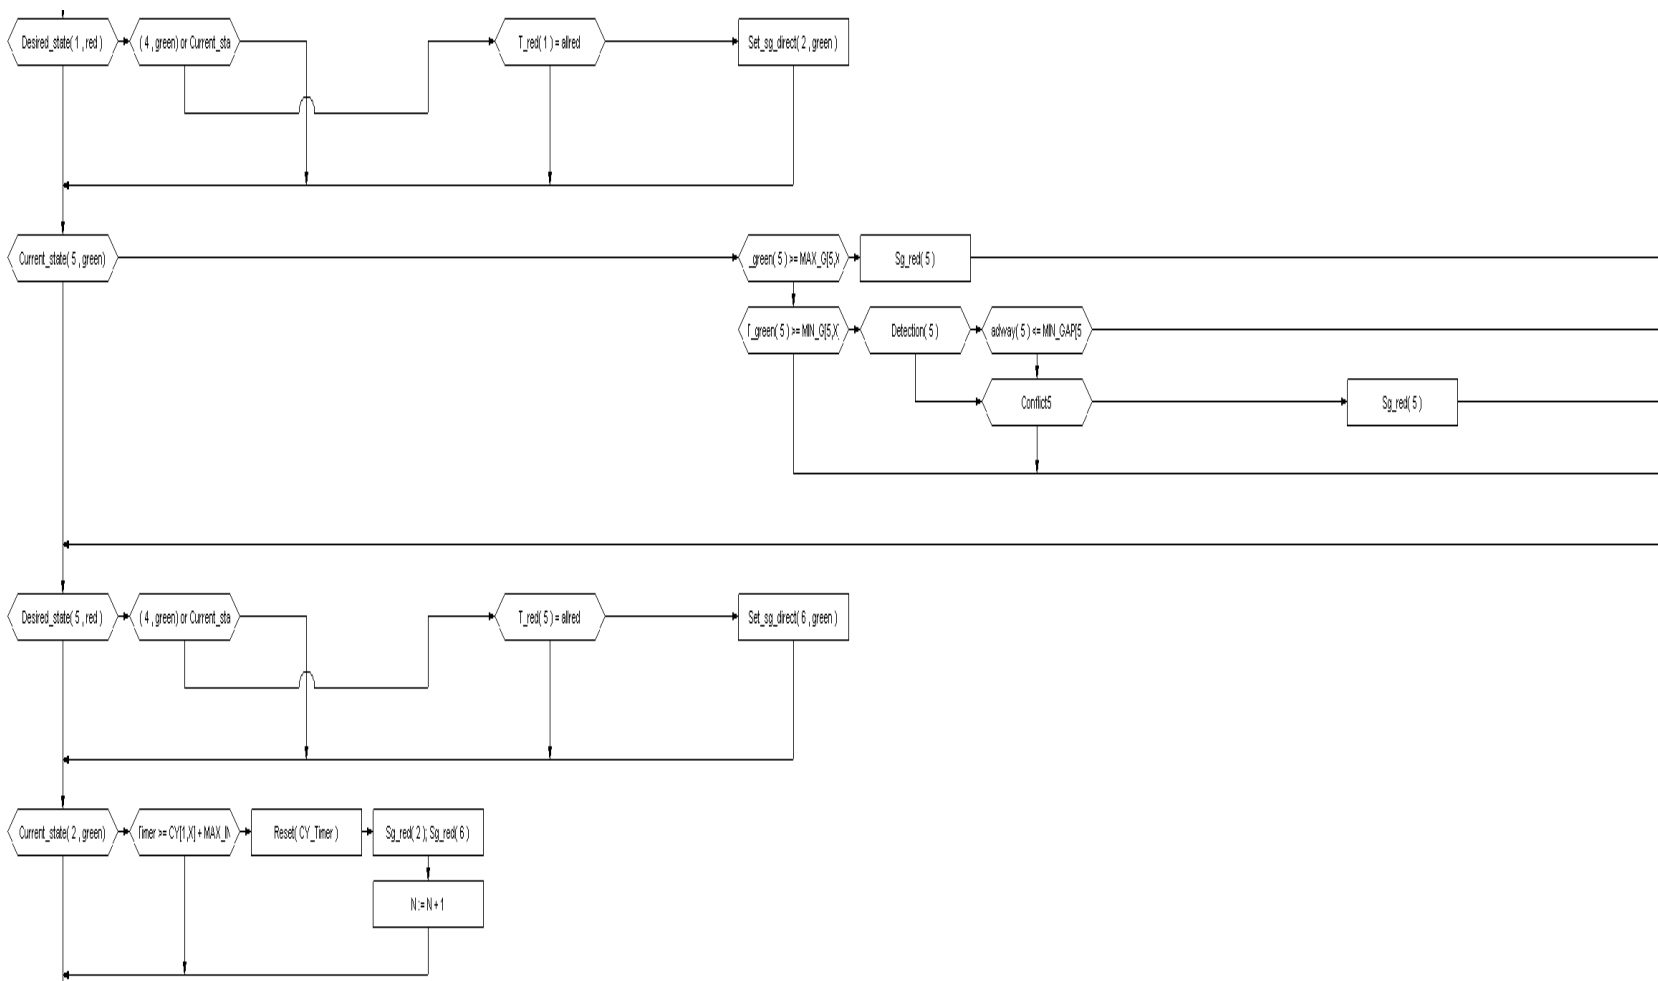 Desired_state( 1 , red )
( 4 , green) or Current_sta
T_red( 1 ) = allred
Set_sg_direct( 2 , green )
Current_state( 5 , green)
_green( 5 ) >= MAX_G[5,X
Sg_red( 5 )
_green( 5 ) >= MIN_G[5,X]
Detection( 5 )
adway( 5 ) <= MIN_GAP[5
Conflict5
Sg_red( 5 )
Desired_state( 5 , red )
( 4 , green) or Current_sta
T_red( 5 ) = allred
Set_sg_direct( 6 , green )
Current_state( 2 , green)
Timer >= CY[1,X] + MAX_IN
Reset( CY_Timer )
Sg_red( 2 ); Sg_red( 6 )
N := N + 1